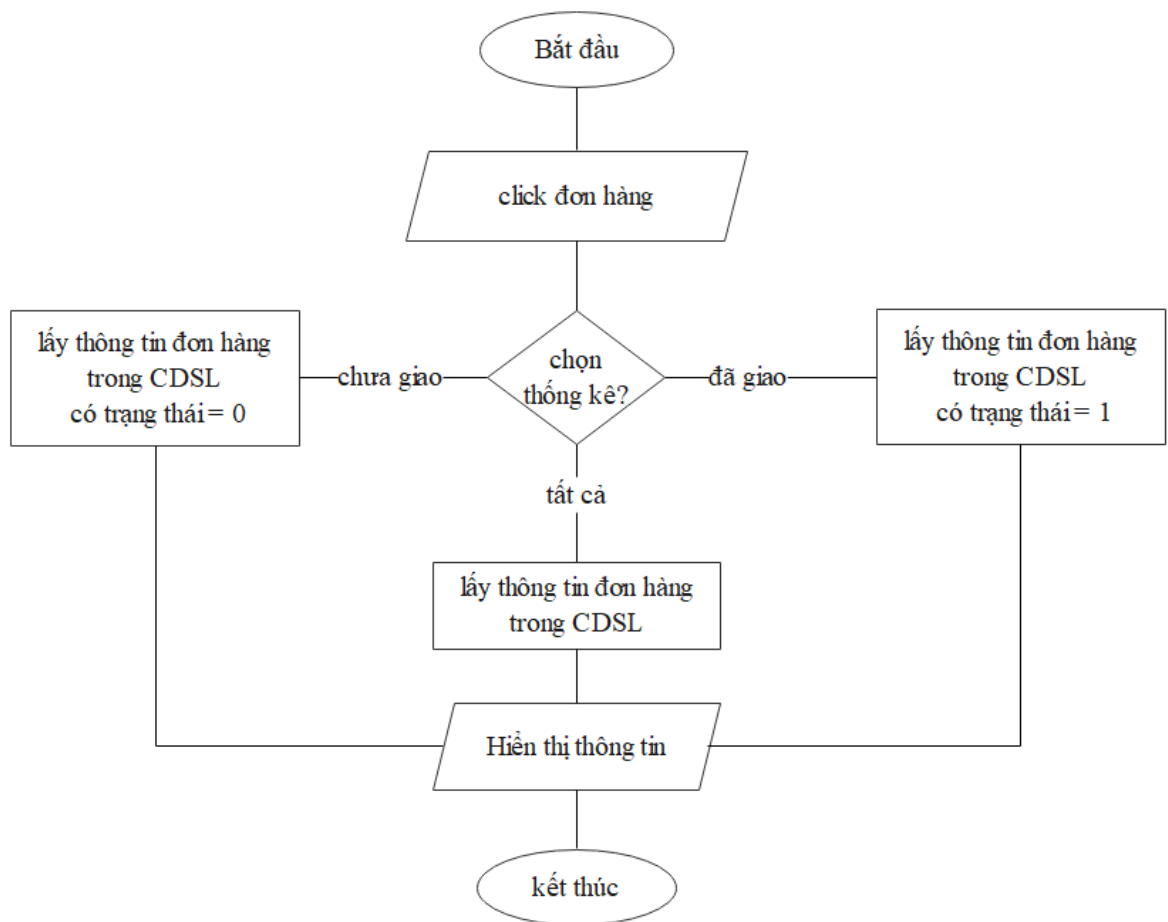 Bắt đầu
click đơn hàng
lấy thông tin đơn hàng
trong CDSL
có trạng thái = 0
chưa giao
chọn
thống kê?
đã giao
lấy thông tin đơn hàng
trong CDSL
có trạng thái = 1
tất cả
lấy thông tin đơn hàng
trong CDSL
Hiển thị thông tin
kết thúc